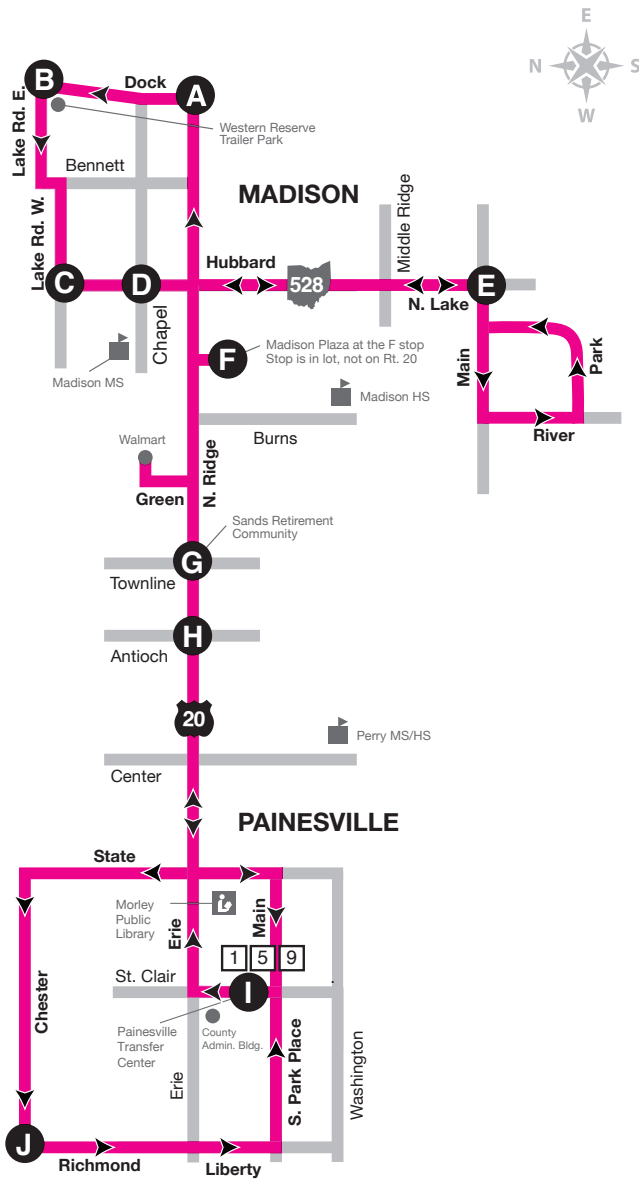 E
N
S
W
B
Dock
A
Lake Rd. E.
Western Reserve
Trailer Park
Bennett
MADISON
Lake Rd. W.
Middle Ridge
C
D
Hubbard
528
N. Lake
E
Chapel
Madison MS
F
Madison Plaza at the F stop
Stop is in lot, not on Rt. 20
Main
Park
Madison HS
River
Walmart
Burns
N. Ridge
Green
Sands Retirement
Community
G
Townline
H
Antioch
20
Perry MS/HS
Center
PAINESVILLE
State
Morley
Public
Library
Erie
Main
1
5
9
St. Clair
I
Chester
Painesville
Transfer
Center
County
Admin. Bldg.
Erie
S. Park Place
Washington
J
Richmond
Liberty